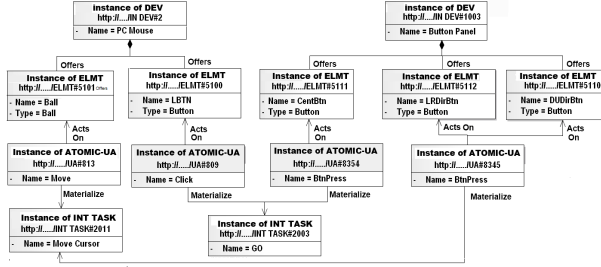 instance of DEV
http://...../IN DEV#2
- Name = PC Mouse
instance of DEV
http://...../IN DEV#1003
- Name = Button Panel
Offers
Offers
Offers
Offers
Offers
Instance of ELMT
http://...../ELMT#5101 Offers
- Name = Ball
- Type = Ball
Instance of ELMT
http://...../ELMT#5100
- Name = LBTN
- Type = Button
Instance of ELMT
http://...../ELMT#5111
- Name = CentBtn
- Type = Button
Instance of ELMT
http://...../ELMT#5112
- Name = LRDirBtn
- Type = Button
Instance of ELMT
http://...../ELMT#5110
- Name = DUDirBtn
- Type = Button
Acts
On
Acts
On
Acts
On
Acts On
Acts
On
Instance of ATOMIC-UA
http://...../UA#813
- Name = Move
Instance of ATOMIC-UA
http://...../UA#809
- Name = Click
Instance of ATOMIC-UA
http://...../UA#8354
- Name = BtnPress
Instance of ATOMIC-UA
http://...../UA#8345
- Name = BtnPress
Materialize
Materialize
Materialize
Materialize
Instance of INT TASK
http://...../INT TASK#2011
- Name = Move Cursor
Instance of INT TASK
http://...../INT TASK#2003
- Name = GO